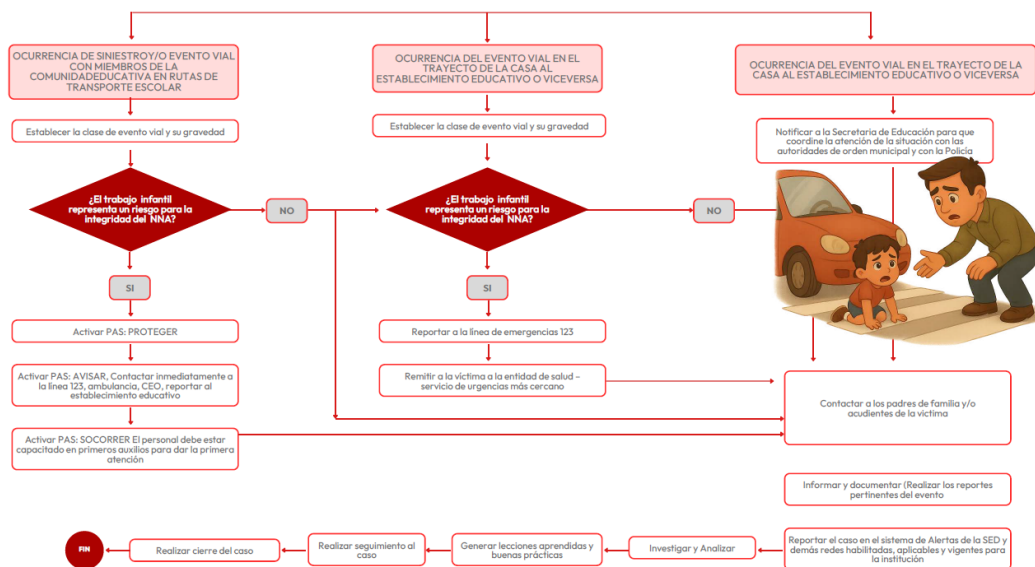 OCURRENCIA DE SINIESTROY/O EVENTO VIAL
CON MIEMBROS DE LA
COMUNIDADEDUCATIVA EN RUTAS DE
TRANSPORTE ESCOLAR
Establecer la clase de evento vial y su gravedad
¿El trabajo infantil
representa un riesgo para la
integridad del NNA?
NO
SI
Activar PAS: PROTEGER
Activar PAS: AVISAR, Contactar inmediatamente a
la línea 123, ambulancia, CEO, reportar al
establecimiento educativo
Activar PAS: SOCORRER El personal debe estar
capacitado en primeros auxilios para dar la primera
atención
OCURRENCIA DEL EVENTO VIAL EN EL
TRAYECTO DE LA CASA AL
ESTABLECIMIENTO EDUCATIVO O VICEVERSA
Establecer la clase de evento vial y su gravedad
¿El trabajo infantil
representa un riesgo para la
integridad del NNA?
NO
SI
Reportar a la línea de emergencias 123
Remitir a la víctima a la entidad de salud –
servicio de urgencias más cercano
OCURRENCIA DEL EVENTO VIAL EN EL TRAYECTO DE LA
CASA AL ESTABLECIMIENTO EDUCATIVO O VICEVERSA
Notificar a la Secretaria de Educación para que
coordine la atención de la situación con las
autoridades de orden municipal y con la Policía
Contactar a los padres de familia y/o
acudientes de la víctima
Informar y documentar (Realizar los reportes
pertinentes del evento
Reportar el caso en el sistema de Alertas de la SED y
demás redes habilitadas, aplicables y vigentes para
la institución
Investigar y Analizar
Generar lecciones aprendidas y
buenas prácticas
Realizar seguimiento al
caso
Realizar cierre del caso
FIN